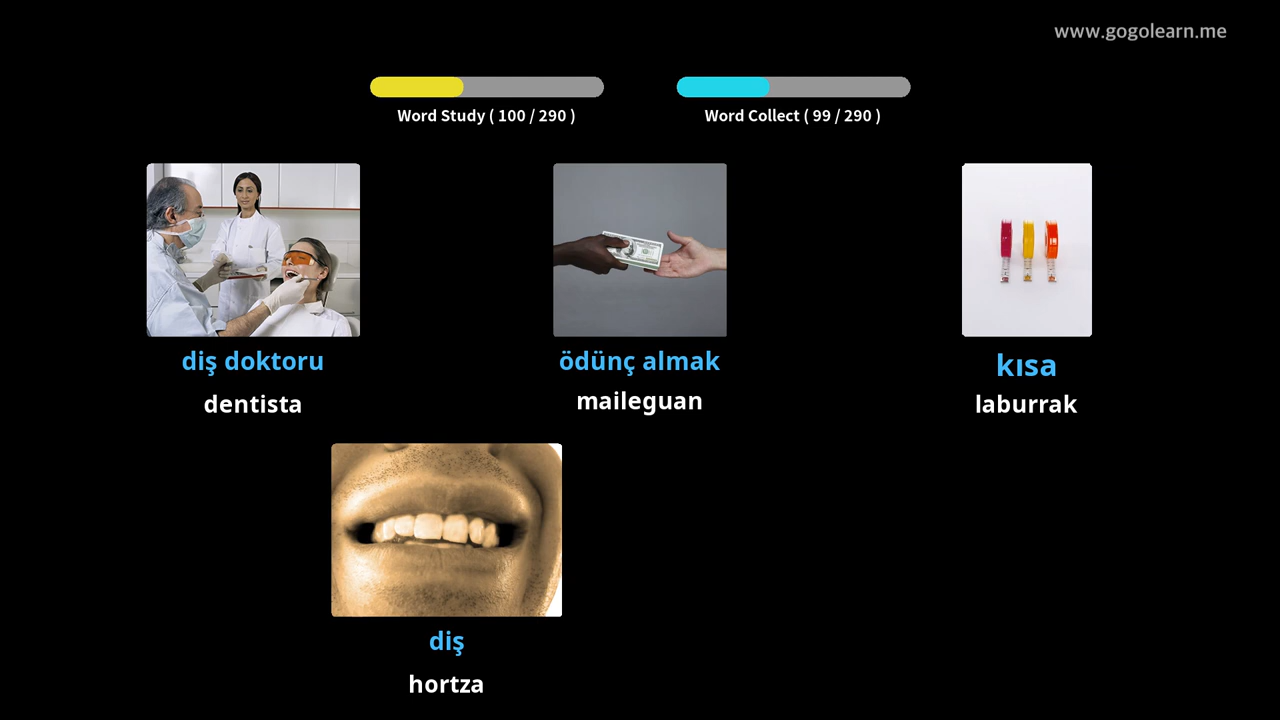 www.gogolearn.me
Word Study ( 100 / 290 )
Word Collect ( 99 / 290 )
diş doktoru
dentista
ödünç almak
maileguan
kısa
laburrak
diş
hortza